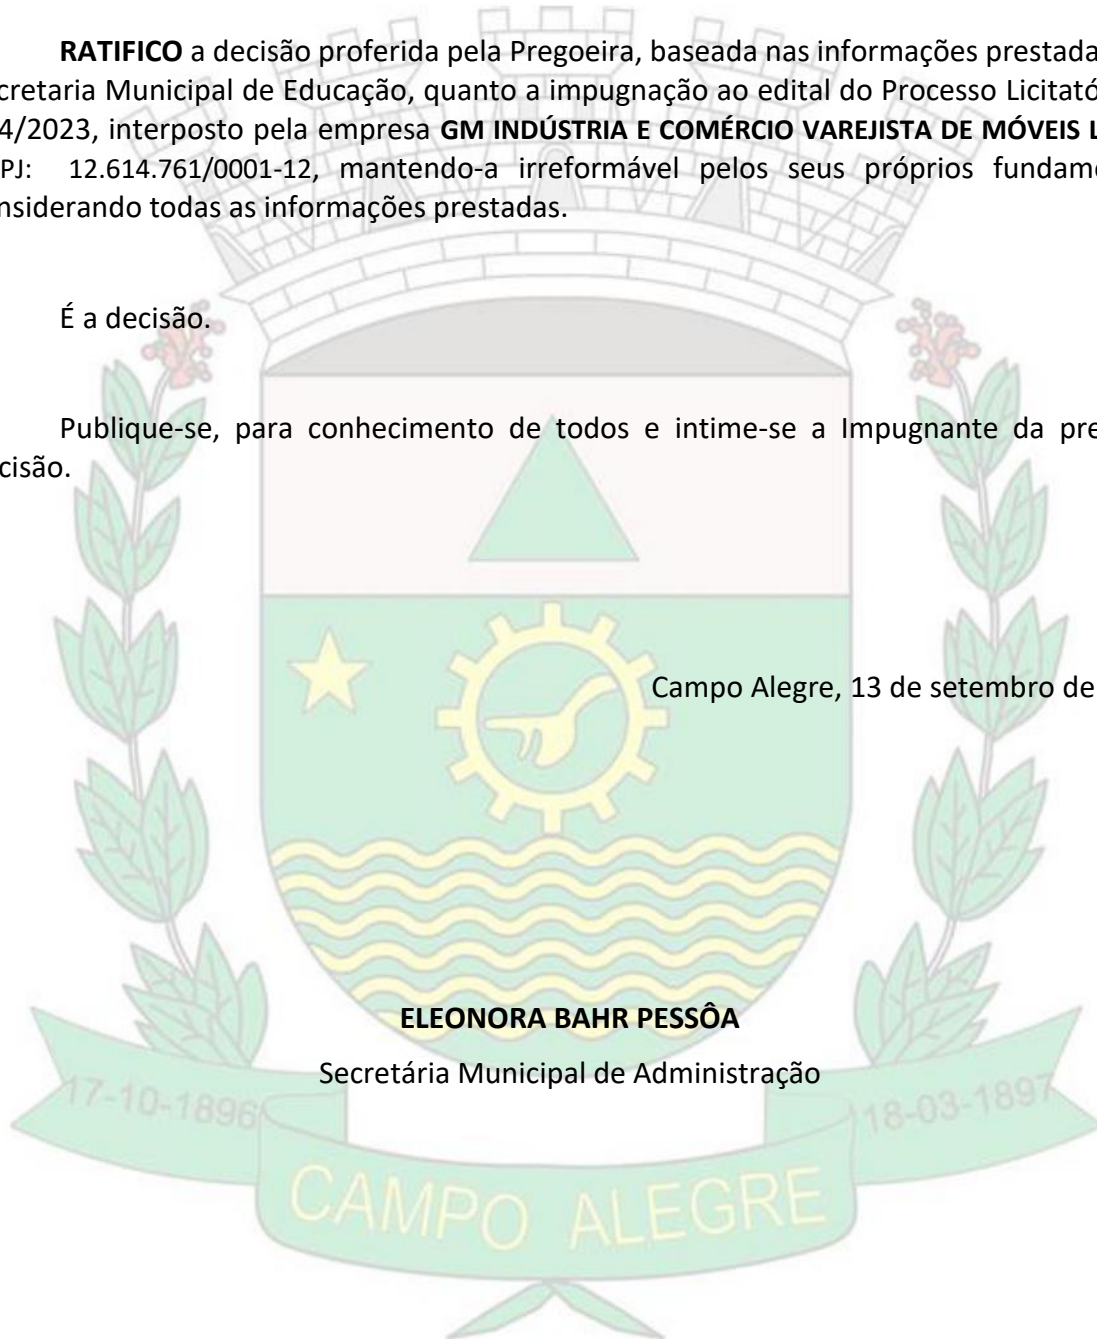 RATIFICO a decisão proferida pela Pregoeira, baseada nas informações prestada
cretaria Municipal de Educação, quanto a impugnação ao edital do Processo Licitató
4/2023, interposto pela empresa GM INDÚSTRIA E COMÉRCIO VAREJISTA DE MÓVEIS L
PJ: 12.614.761/0001-12, mantendo-a irreformável pelos seus próprios fundame
nsiderando todas as informações prestadas.
É a decisão.
Publique-se, para conhecimento de todos e intime-se a Impugnante da pre
cisão.
Campo Alegre, 13 de setembro de
ELEONORA BAHR PESSÔA
Secretária Municipal de Administração
17-10-1896
18-03-1897
CAMPO ALEGRE